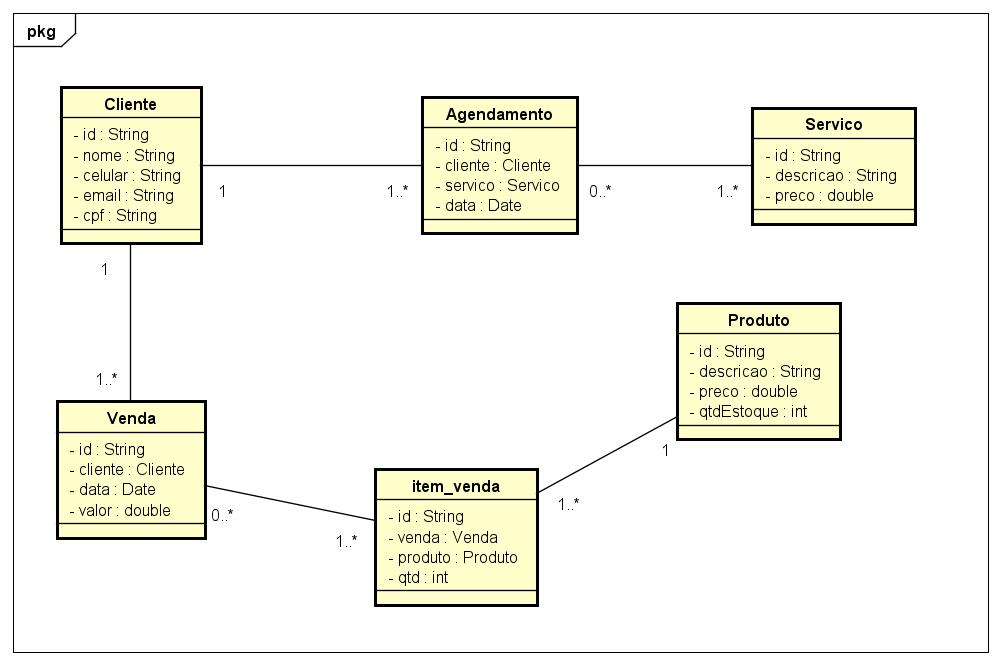 pkg
Cliente
- id : String
- nome : String
- celular : String
- email : String
- cpf : String
1
1..*
Agendamento
- id : String
- cliente : Cliente
- servico : Servico
- data : Date
0..*
1..*
Servico
- id : String
- descricao : String
- preco : double
1
1..*
Venda
- id : String
- cliente : Cliente
- data : Date
- valor : double
0..*
1..*
item_venda
- id : String
- venda : Venda
- produto : Produto
- qtd : int
1..*
1
Produto
- id : String
- descricao : String
- preco : double
- qtdEstoque : int